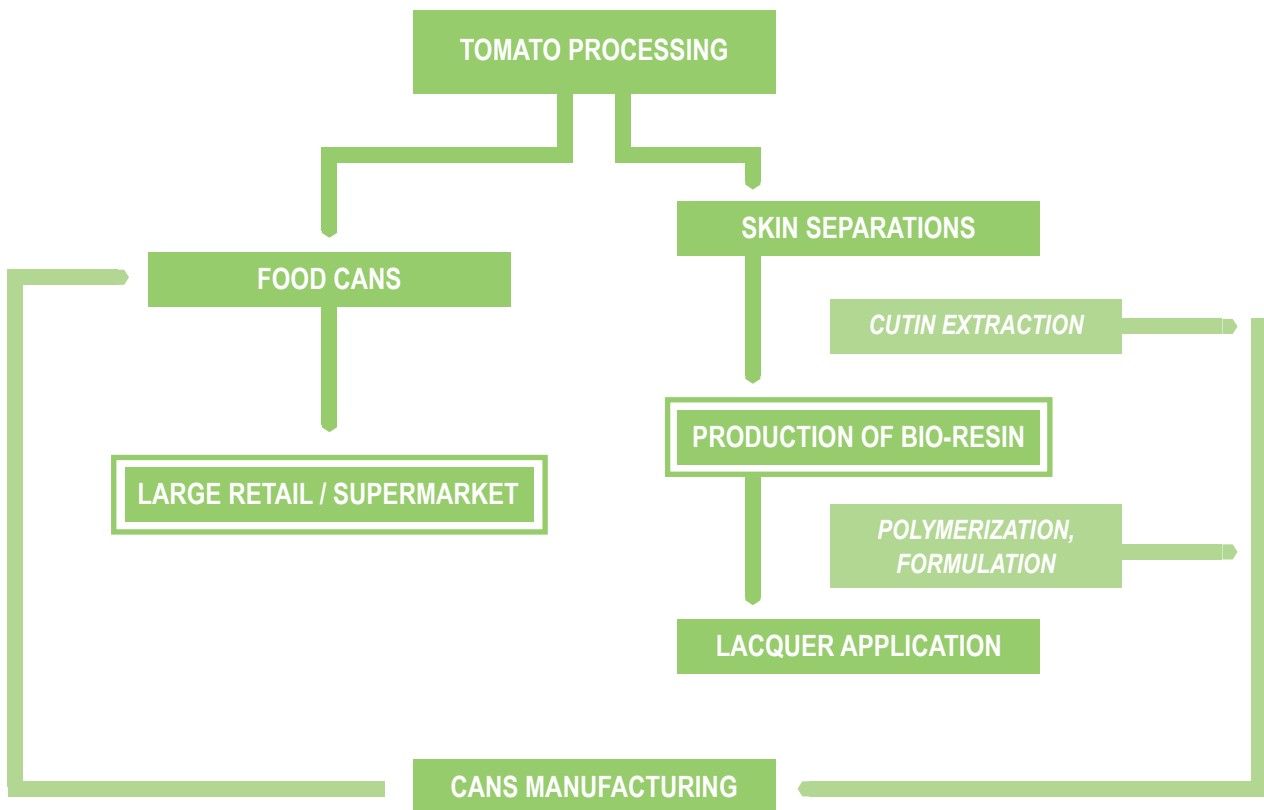 TOMATO PROCESSING
SKIN SEPARATIONS
FOOD CANS
CUTIN EXTRACTION
PRODUCTION OF BIO-RESIN
LARGE RETAIL / SUPERMARKET
POLYMERIZATION,
FORMULATION
LACQUER APPLICATION
CANS MANUFACTURING